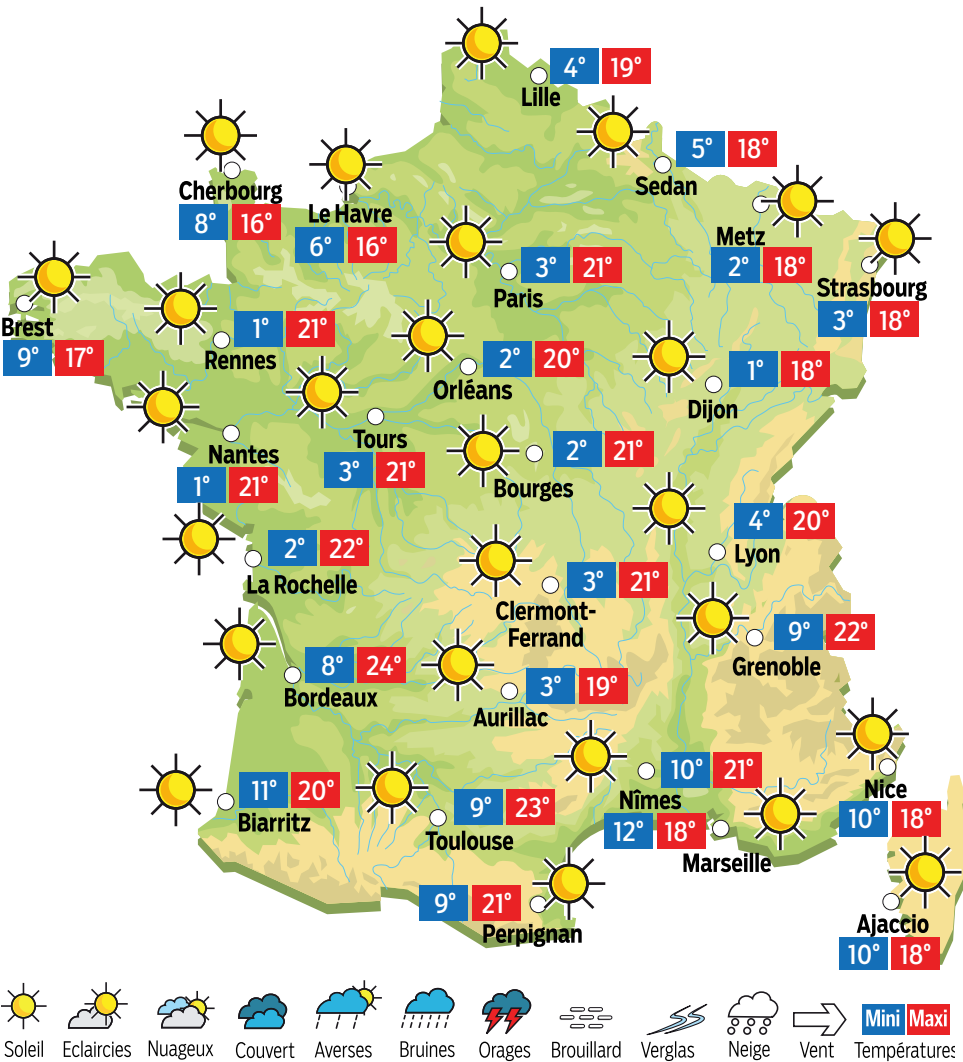 4° 19°
Lille
5° 18°
Sedan
Cherbourg
8° 16°
Le Havre
6° 16°
Metz
2° 18°
3° 21°
Paris
Strasbourg
3° 18°
Brest
9° 17°
1° 21°
Rennes
2° 20°
Orléans
1° 18°
Dijon
Nantes
1° 21°
Tours
3° 21°
2° 21°
Bourges
4° 20°
Lyon
2° 22°
La Rochelle
3° 21°
Clermont-
Ferrand
9° 22°
Grenoble
8° 24°
Bordeaux
3° 19°
Aurillac
11° 20°
Biarritz
9° 23°
Toulouse
10° 21°
Nîmes
12° 18°
Marseille
Nice
10° 18°
9° 21°
Perpignan
Ajaccio
10° 18°
Mini Maxi
Soleil Eclaircies Nuageux Couvert Averses Bruines Orages Brouillard Verglas Neige Vent Températures